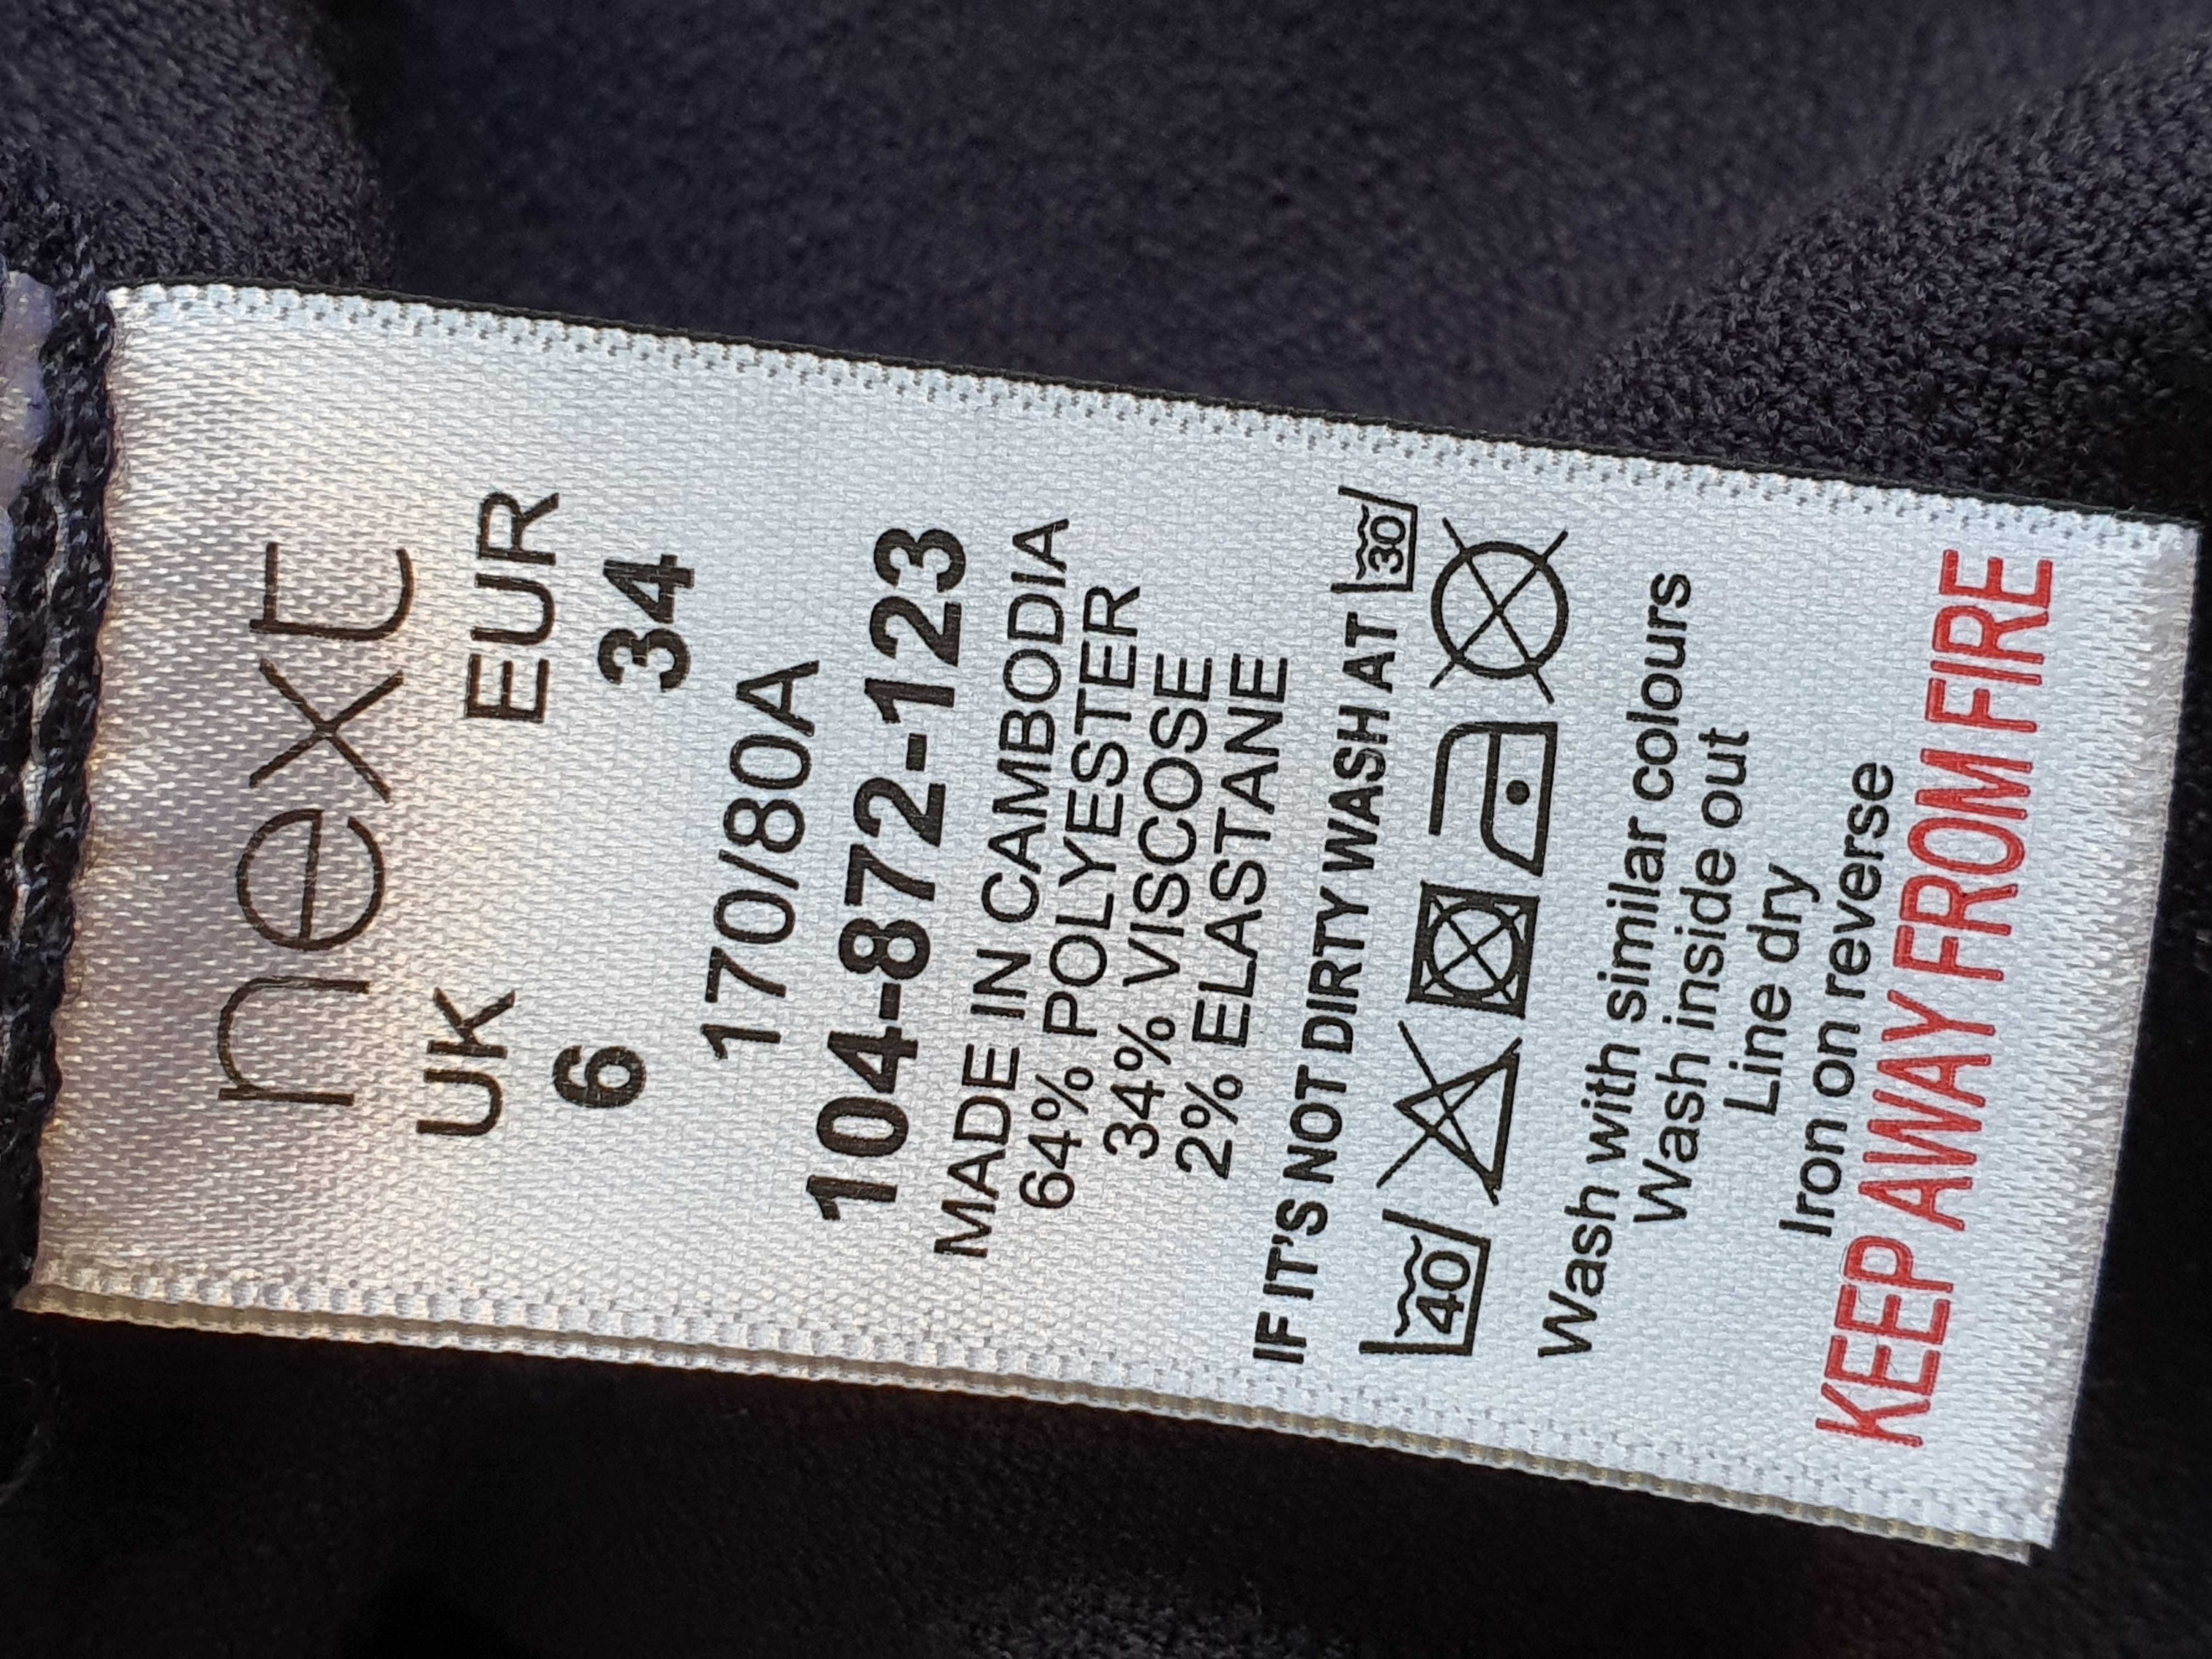 next
UK EUR
6 34
170/80A
104-872-123
MADE IN CAMBODIA
64% POLYESTER
34% VISCOSE
2% ELASTANE
IF IT'S NOT DIRTY WASH AT 30
40
Wash with similar colours
Wash inside out
Line dry
Iron on reverse
KEEP AWAY FROM FIRE